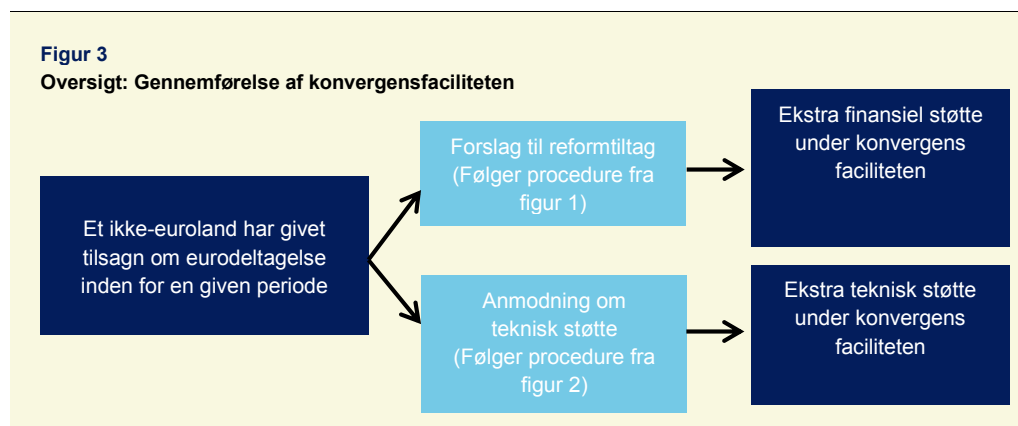 Figur 3
Oversigt: Gennemførelse af konvergensfaciliteten
Et ikke-euroland har givet
tilsagn om eurodeltagelse
inden for en given periode
Forslag til reformtiltag
(Følger procedure fra
figur 1)
Ekstra finansiel støtte
under konvergens
faciliteten
Anmodning om
teknisk støtte
(Følger procedure fra
figur 2)
Ekstra teknisk støtte
under konvergens
faciliteten